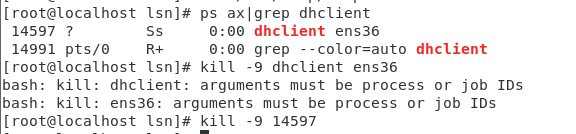 [root@localhost lsn]# ps ax|grep dhclient
14597 ? Ss 0:00 dhclient ens36
14991 pts/0 R+ 0:00 grep --color=auto dhclient
[root@localhost lsn]# kill -9 dhclient ens36
bash: kill: dhclient: arguments must be process or job IDs
bash: kill: ens36: arguments must be process or job IDs
[root@localhost lsn]# kill -9 14597